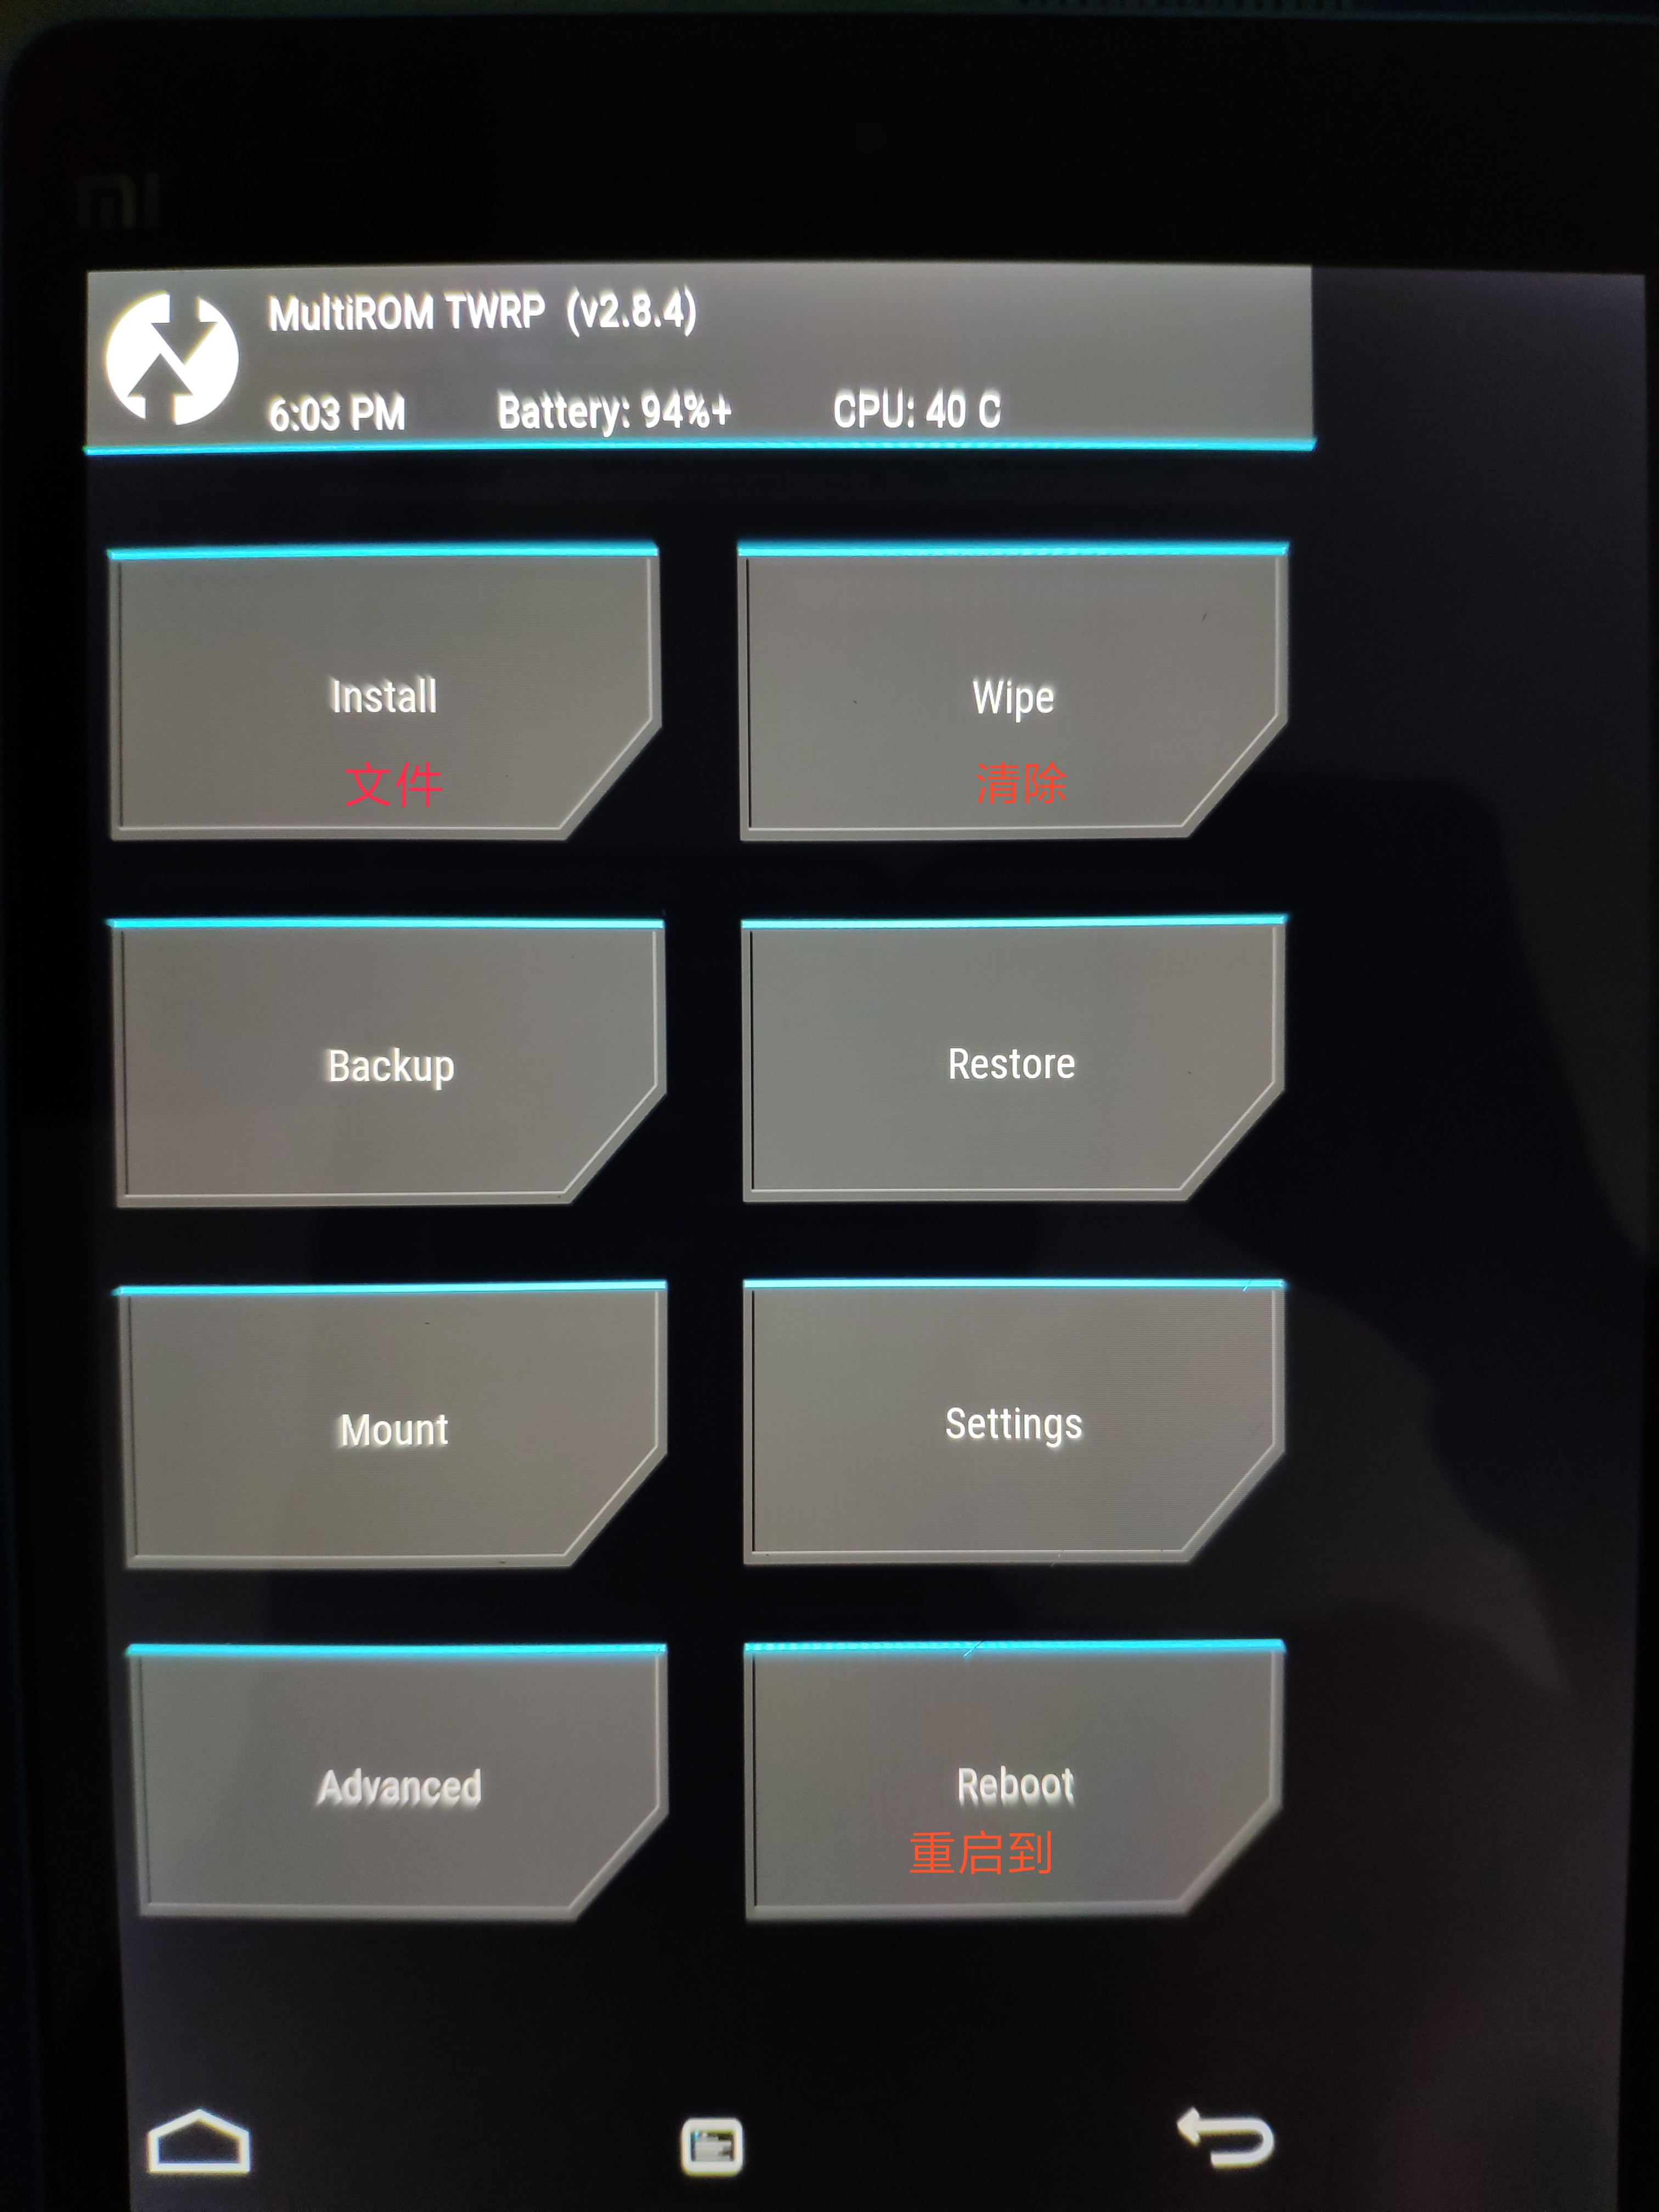 mi
MultiROM TWRP (v2.8.4)
6:03 PM Battery: 94%+ CPU: 40 C
Install Wipe
文件 清除
Backup Restore
Mount Settings
Advanced Reboot
重启到